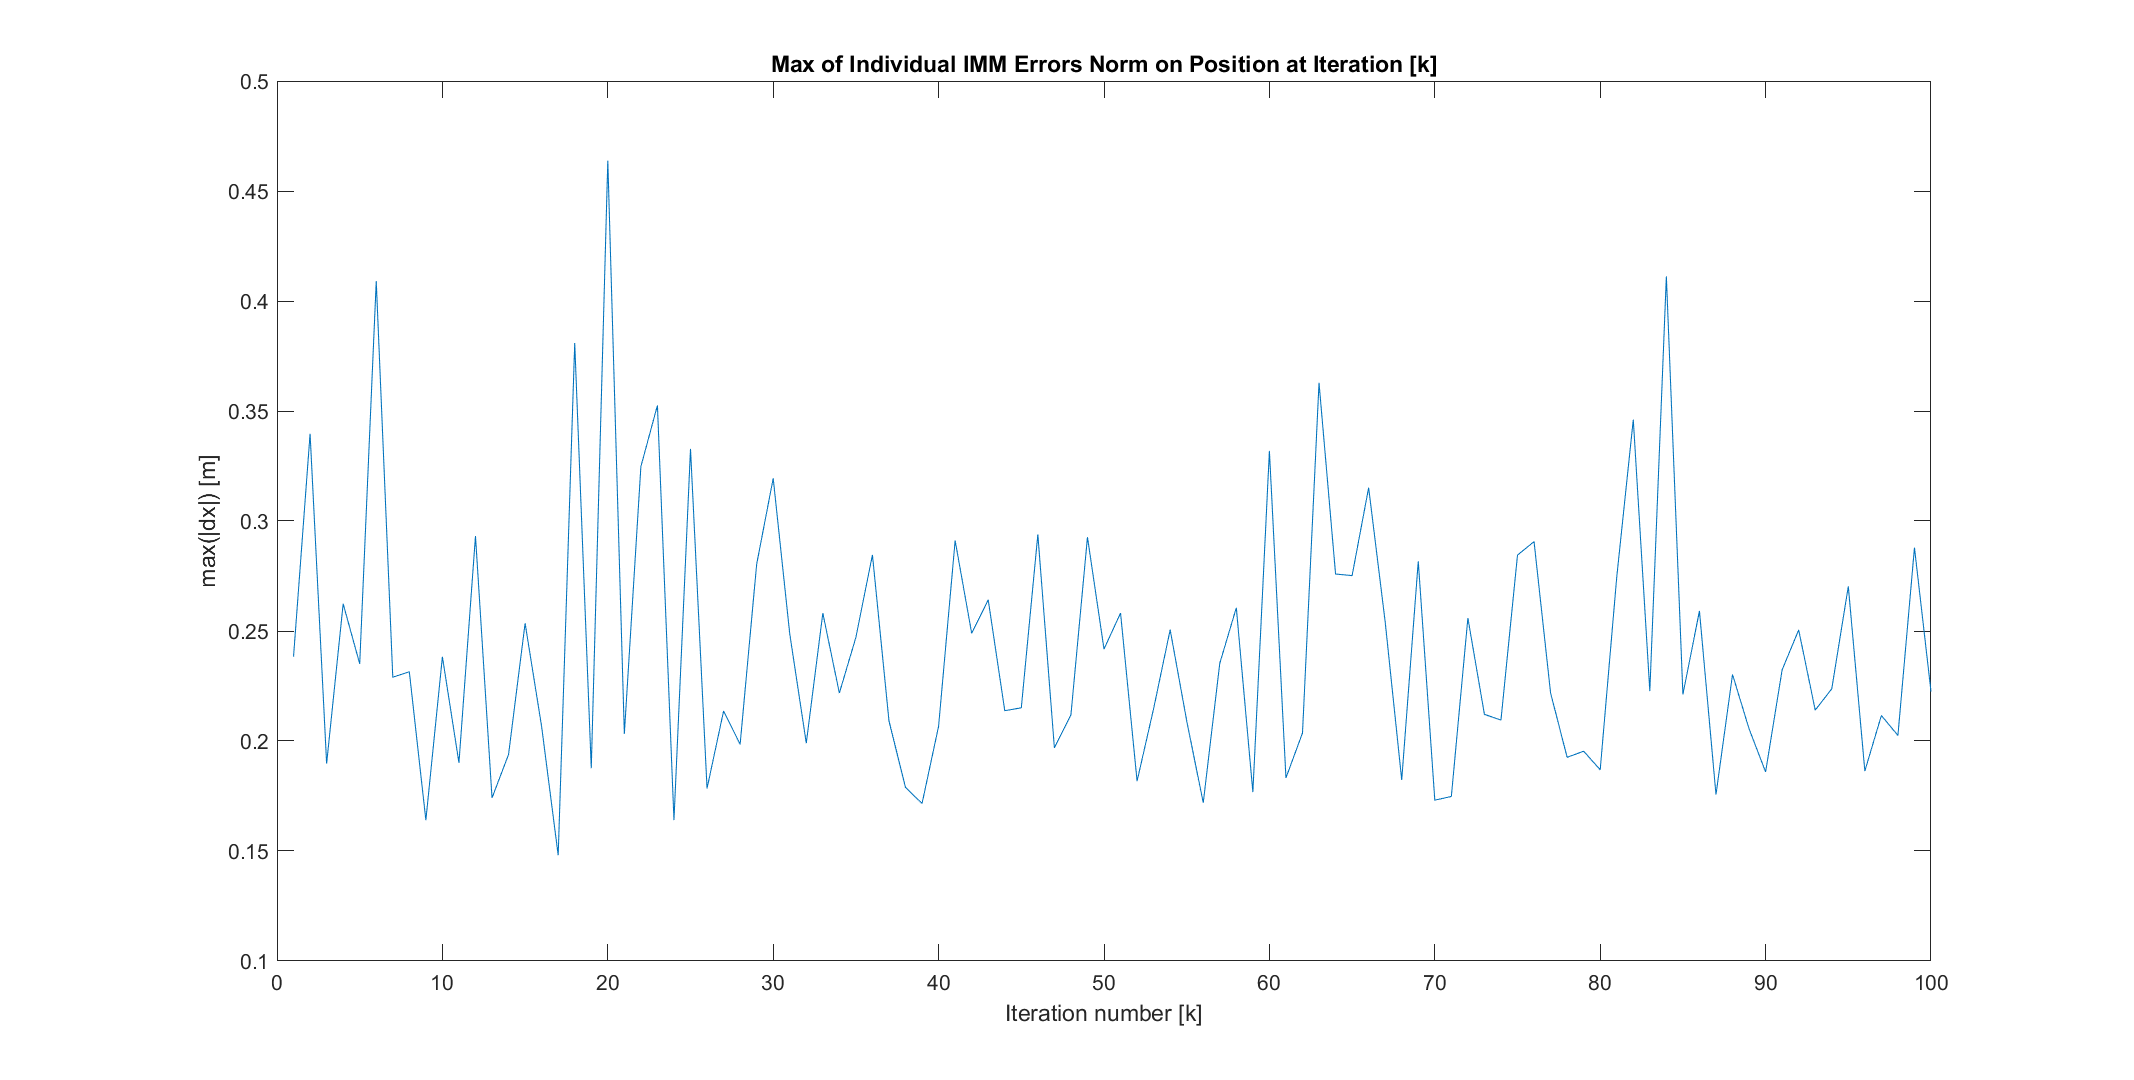 Max of Individual IMM Errors Norm on Position at Iteration [k]
0.5
0.45
0.4
0.35
0.3
0.25
0.2
0.15
0.1
max(|dx|) [m]
0 10 20 30 40 50 60 70 80 90 100
Iteration number [k]